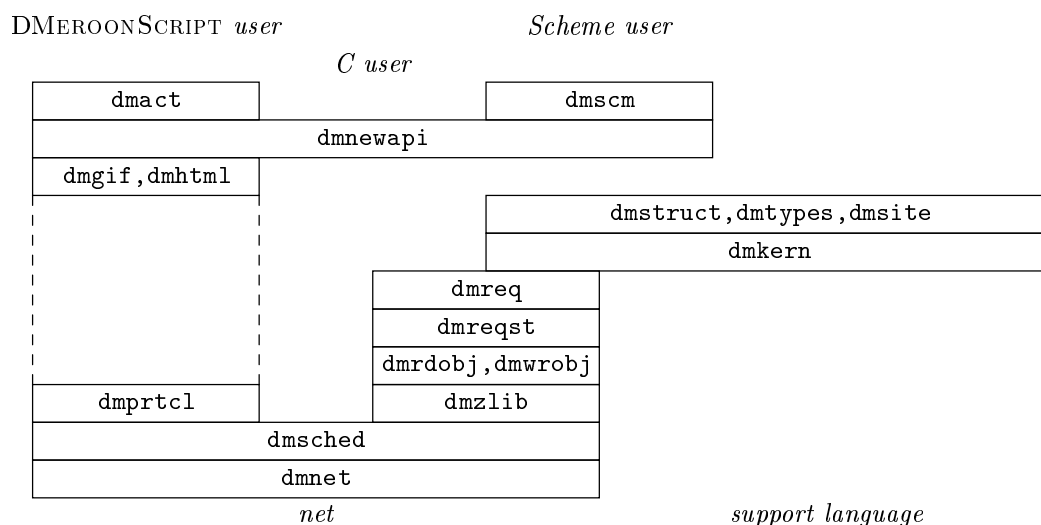 DMEROONSCRIPT user Scheme user
C user
dmact dmscm
dmnewapi
dmgif,dmhtml
dmstruct,dmtypes,dmsite
dmkern
dmreq
dmreqst
dmrdobj,dmwrobj
dmprtcl dmzlib
dmsched
dmnet
net support language